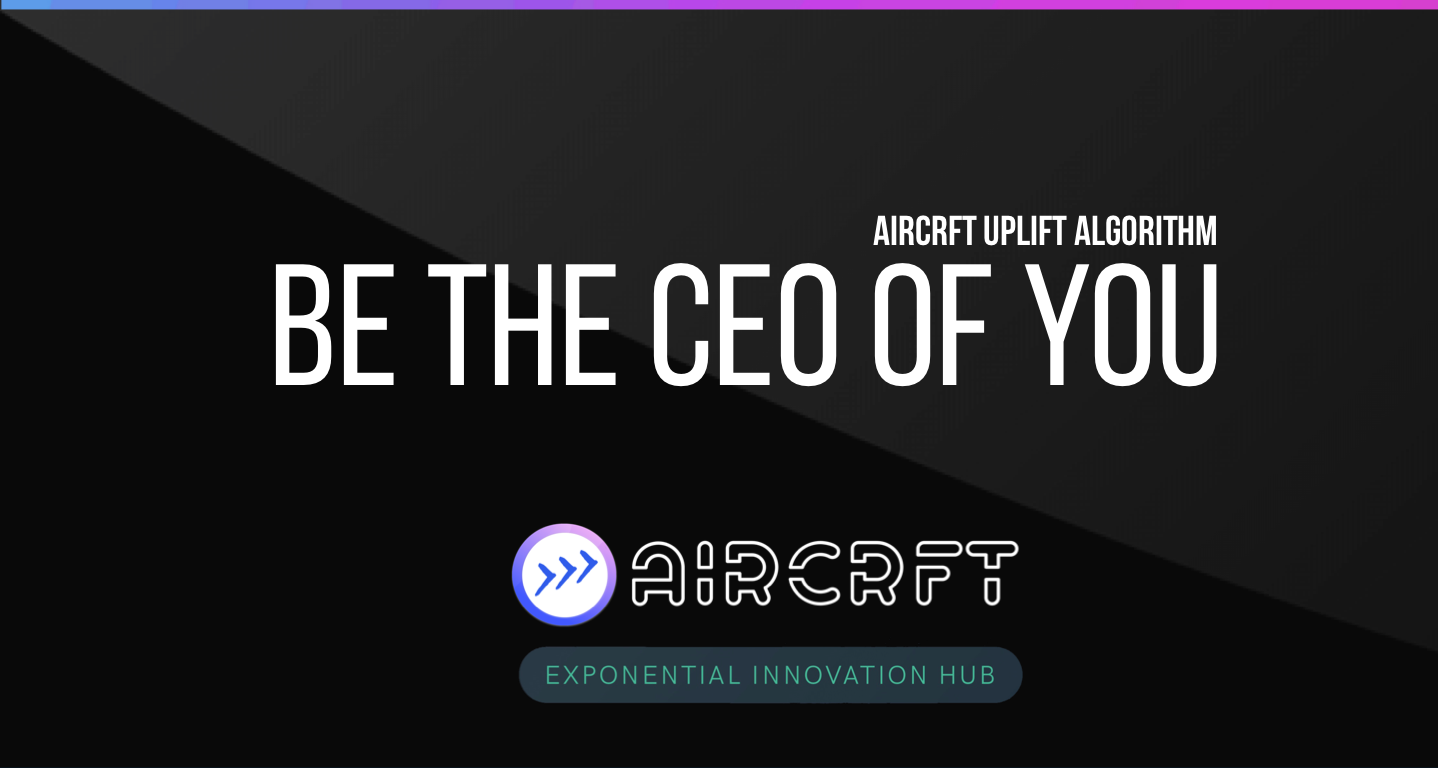 AIRCRFT UPLIFT ALGORITHM
BE THE CEO OF YOU
AIRCRFT
EXPONENTIAL INNOVATION HUB